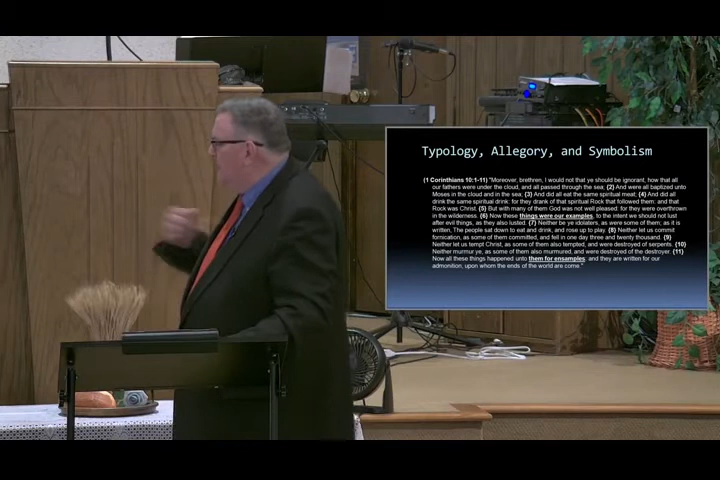 Typology, Allegory, and Symbolism
(1 Corinthians 10:1-11) "Moreover, brethren, I would not that ye should be ignorant, how that all
our fathers were under the cloud, and all passed through the sea; (2) And were all baptized unto
Moses in the cloud and in the sea; (3) And did all eat the same spiritual meat; (4) And did all
drink the same spiritual drink: for they drank of that spiritual Rock that followed them: and that
Rock was Christ. (5) But with many of them God was not well pleased: for they were overthrown
in the wilderness. (6) Now these things were our examples, to the intent we should not lust
after evil things, as they also lusted. (7) Neither be ye idolaters, as were some of them; as it is
written, The people sat down to eat and drink, and rose up to play. (8) Neither let us commit
fornication, as some of them committed, and fell in one day three and twenty thousand. (9)
Neither let us tempt Christ, as some of them also tempted, and were destroyed of serpents. (10)
Neither murmur ye, as some of them also murmured, and were destroyed of the destroyer. (11)
Now all these things happened unto them for ensamples: and they are written for our
admonition, upon whom the ends of the world are come."